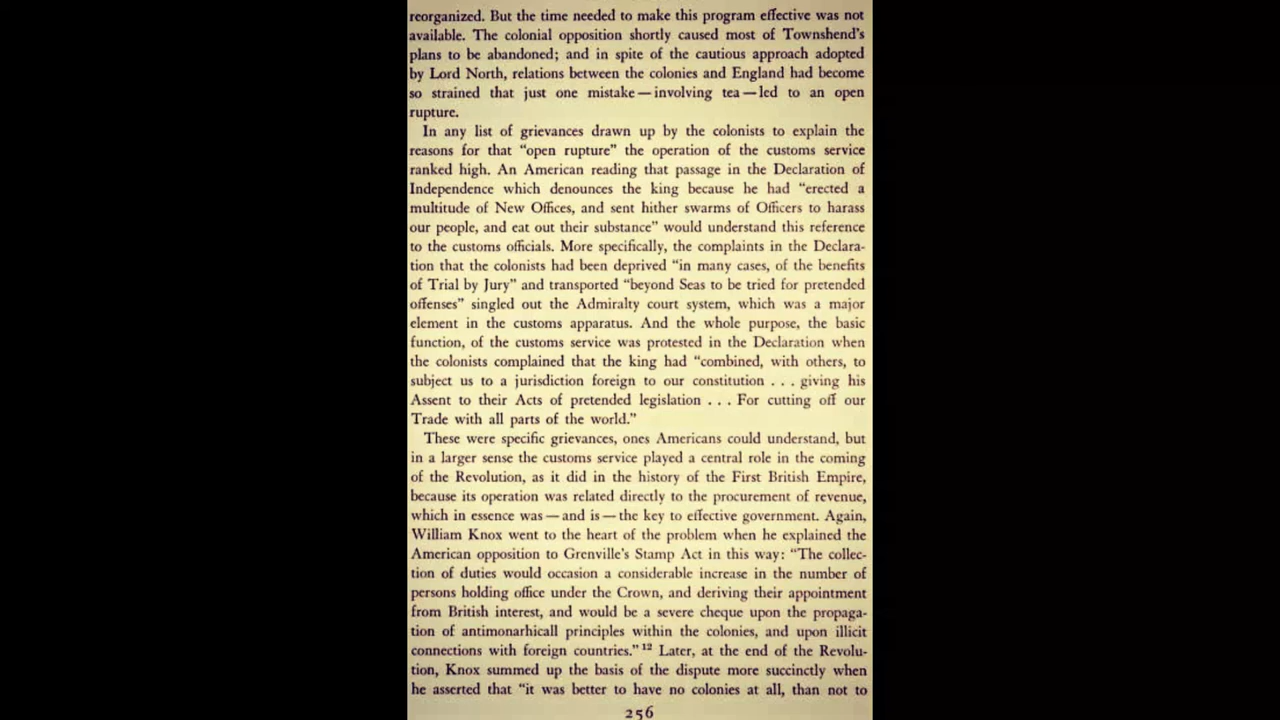 reorganized. But the time needed to make this program effective was not
available. The colonial opposition shortly caused most of Townshend's
plans to be abandoned; and in spite of the cautious approach adopted
by Lord North, relations between the colonies and England had become
so strained that just one mistake — involving tea — led to an open
rupture.
In any list of grievances drawn up by the colonists to explain the
reasons for that “open rupture” the operation of the customs service
ranked high. An American reading that passage in the Declaration of
Independence which denounces the king because he had “erected a
multitude of New Offices, and sent hither swarms of Officers to harass
our people, and eat out their substance” would understand this reference
to the customs officials. More specifically, the complaints in the Declara-
tion that the colonists had been deprived “in many cases, of the benefits
of Trial by Jury” and transported “beyond Seas to be tried for pretended
offenses” singled out the Admiralty court system, which was a major
element in the customs apparatus. And the whole purpose, the basic
function, of the customs service was protested in the Declaration when
the colonists complained that the king had “combined, with others, to
subject us to a jurisdiction foreign to our constitution . . . giving his
Assent to their Acts of pretended legislation . . . For cutting off our
Trade with all parts of the world.”
These were specific grievances, ones Americans could understand, but
in a larger sense the customs service played a central role in the coming
of the Revolution, as it did in the history of the First British Empire,
because its operation was related directly to the procurement of revenue,
which in essence was — and is — the key to effective government. Again,
William Knox went to the heart of the problem when he explained the
American opposition to Grenville's Stamp Act in this way: “The collec-
tion of duties would occasion a considerable increase in the number of
persons holding office under the Crown, and deriving their appointment
from British interest, and would be a severe cheque upon the propaga-
tion of antimonarhicall principles within the colonies, and upon illicit
connections with foreign countries.” 12 Later, at the end of the Revolu-
tion, Knox summed up the basis of the dispute more succinctly when
he asserted that “it was better to have no colonies at all, than not to
256